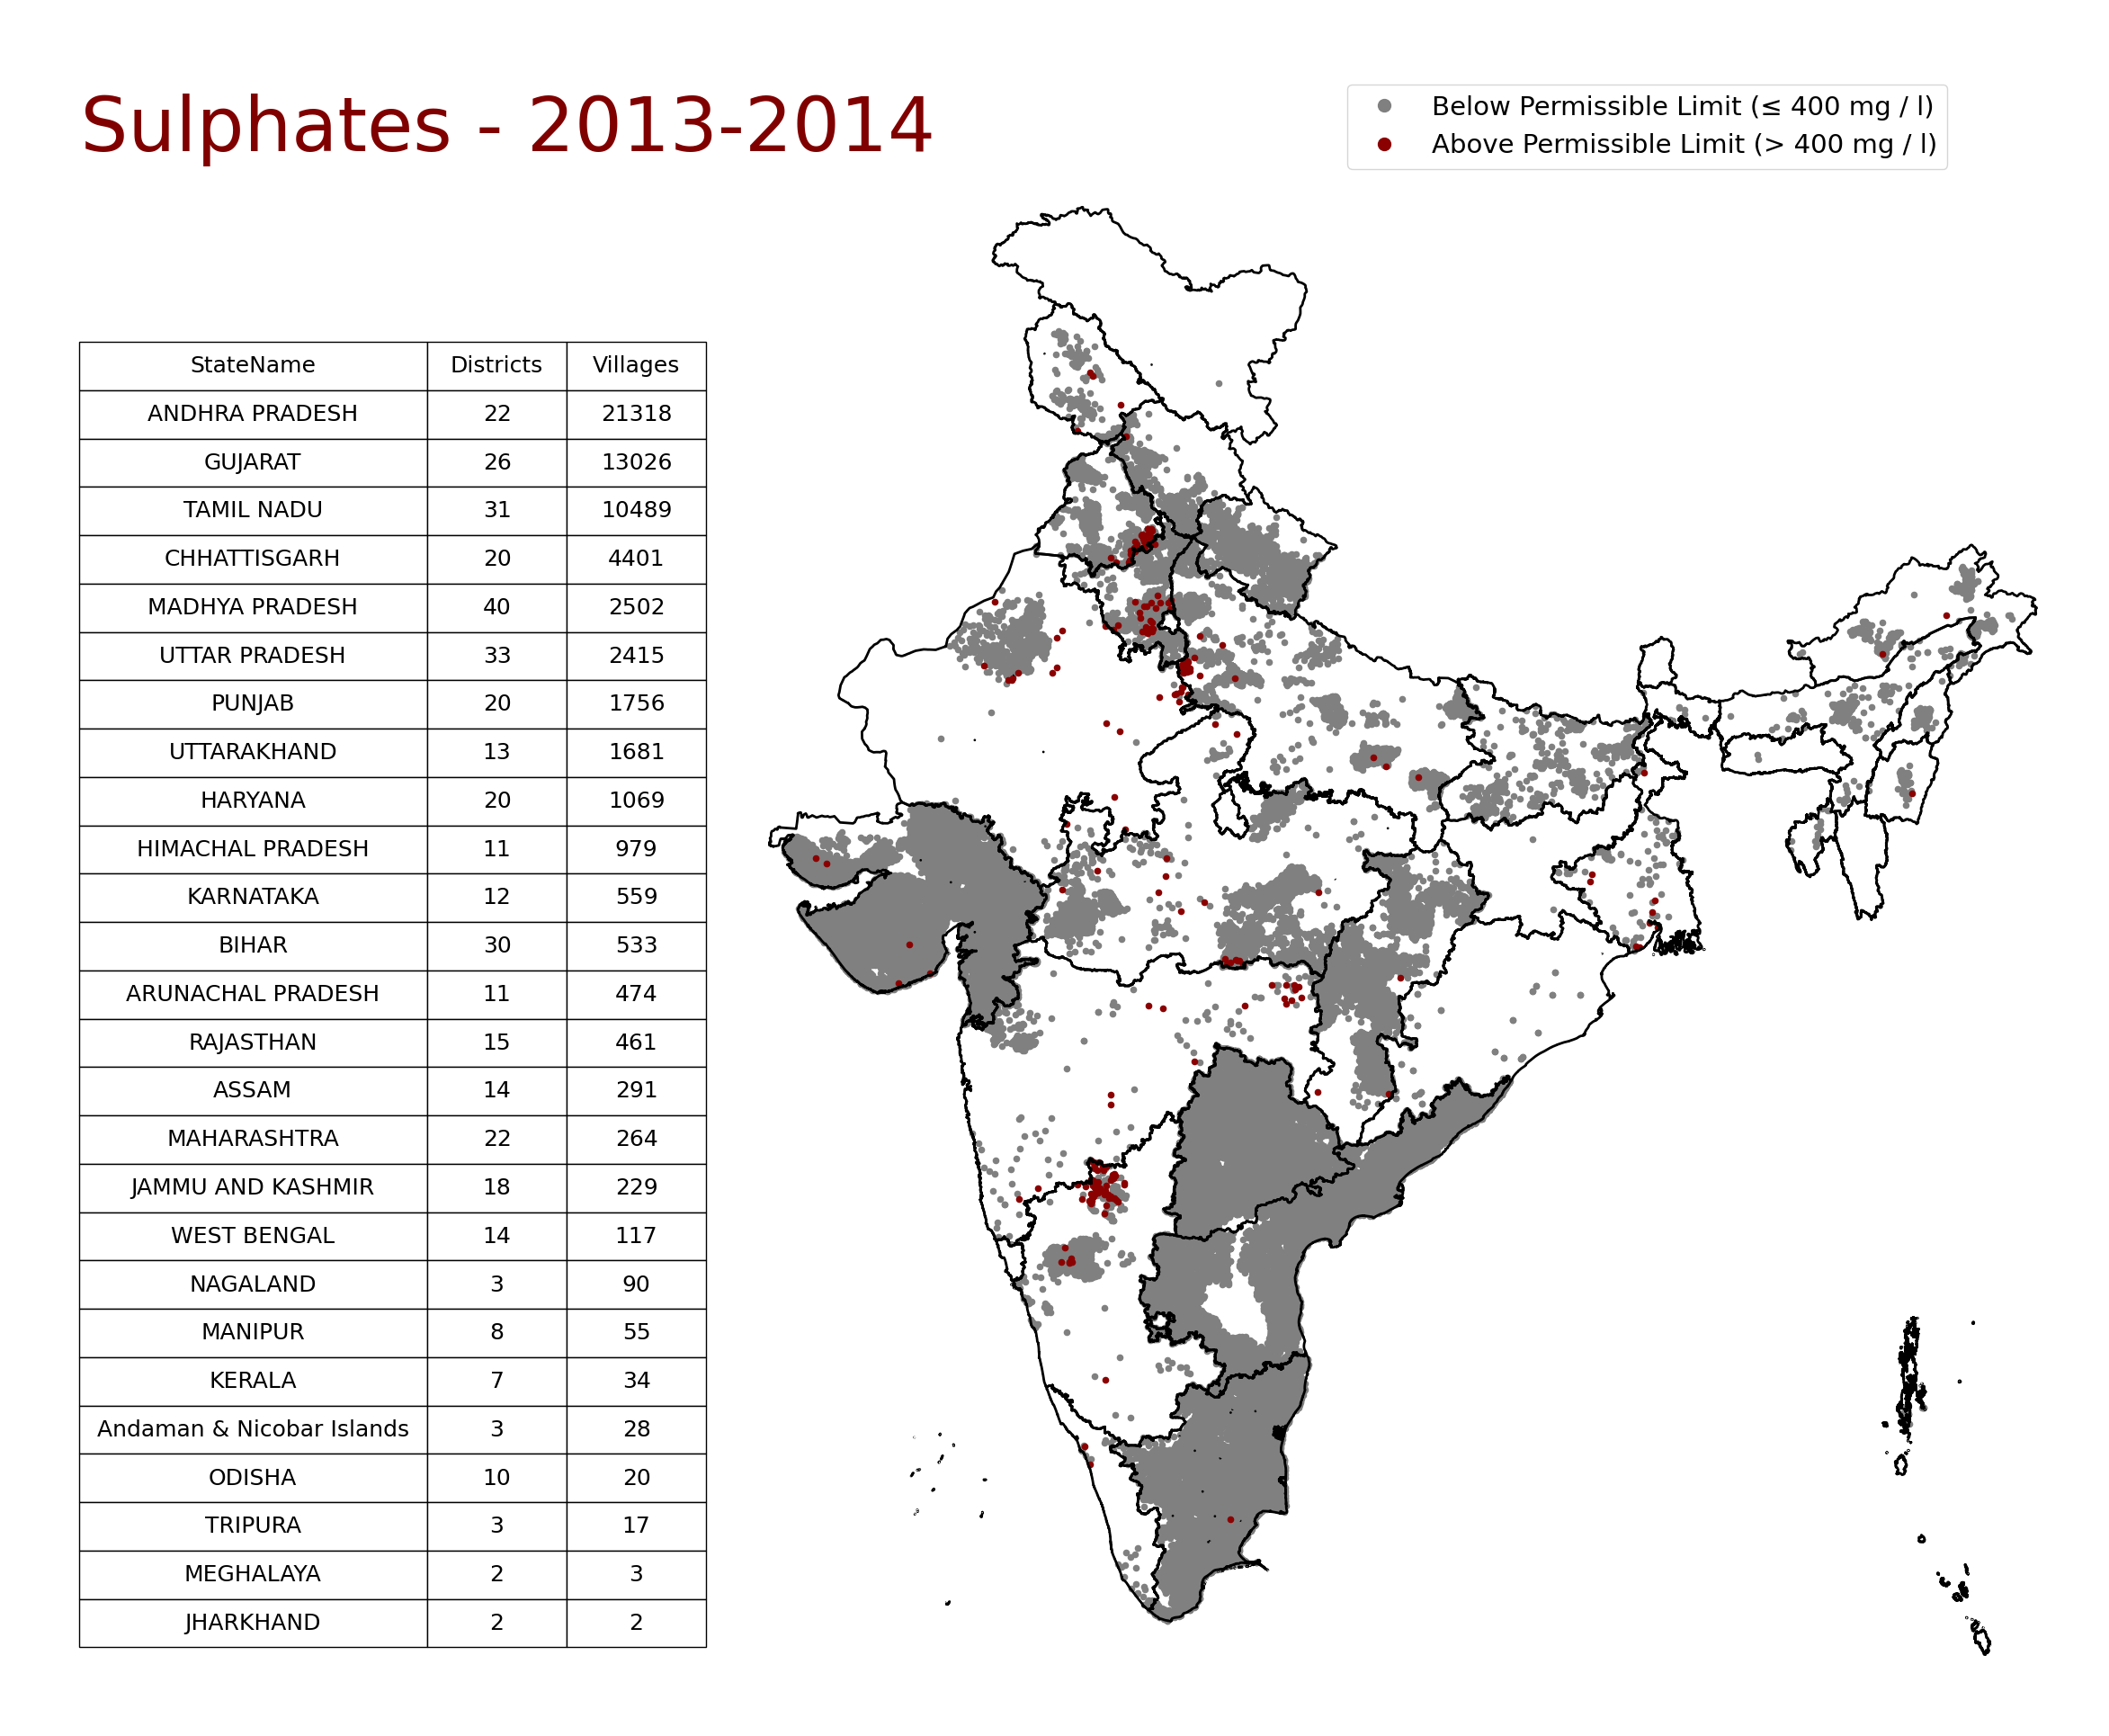 Sulphates - 2013-2014
Below Permissible Limit (≤ 400 mg / l)
Above Permissible Limit (> 400 mg / l)
StateName Districts Villages
ANDHRA PRADESH 22 21318
GUJARAT 26 13026
TAMIL NADU 31 10489
CHHATTISGARH 20 4401
MADHYA PRADESH 40 2502
UTTAR PRADESH 33 2415
PUNJAB 20 1756
UTTARAKHAND 13 1681
HARYANA 20 1069
HIMACHAL PRADESH 11 979
KARNATAKA 12 559
BIHAR 30 533
ARUNACHAL PRADESH 11 474
RAJASTHAN 15 461
ASSAM 14 291
MAHARASHTRA 22 264
JAMMU AND KASHMIR 18 229
WEST BENGAL 14 117
NAGALAND 3 90
MANIPUR 8 55
KERALA 7 34
Andaman & Nicobar Islands 3 28
ODISHA 10 20
TRIPURA 3 17
MEGHALAYA 2 3
JHARKHAND 2 2